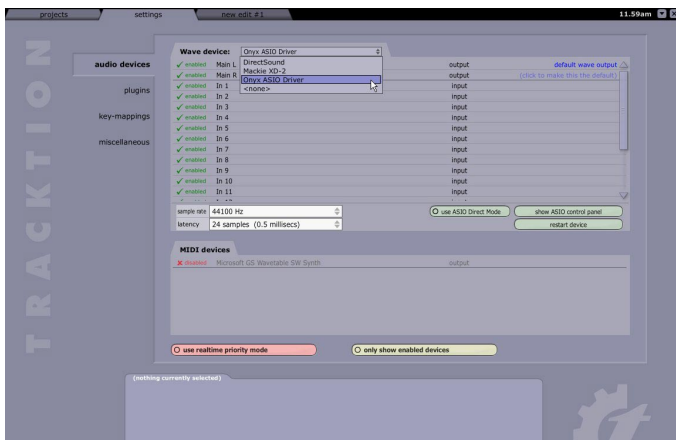 projects settings new edit #1 11.59am
TRACKTION
audio devices
plugins
key-mappings
miscellaneous
Wave device: Onyx ASIO Driver
DirectSound
Mackie XD-2
Onyx ASIO Driver
<none>
enabled Main L output default wave output
enabled Main R output (click to make this the default)
enabled In 1 input
enabled In 2 input
enabled In 3 input
enabled In 4 input
enabled In 5 input
enabled In 6 input
enabled In 7 input
enabled In 8 input
enabled In 9 input
enabled In 10 input
enabled In 11 input
sample rate 44100 Hz use ASIO Direct Mode show ASIO control panel
latency 24 samples (0.5 millisecs) restart device
MIDI devices
disabled Microsoft GS Wavetable SW Synth output
use realtime priority mode only show enabled devices
(nothing currently selected)